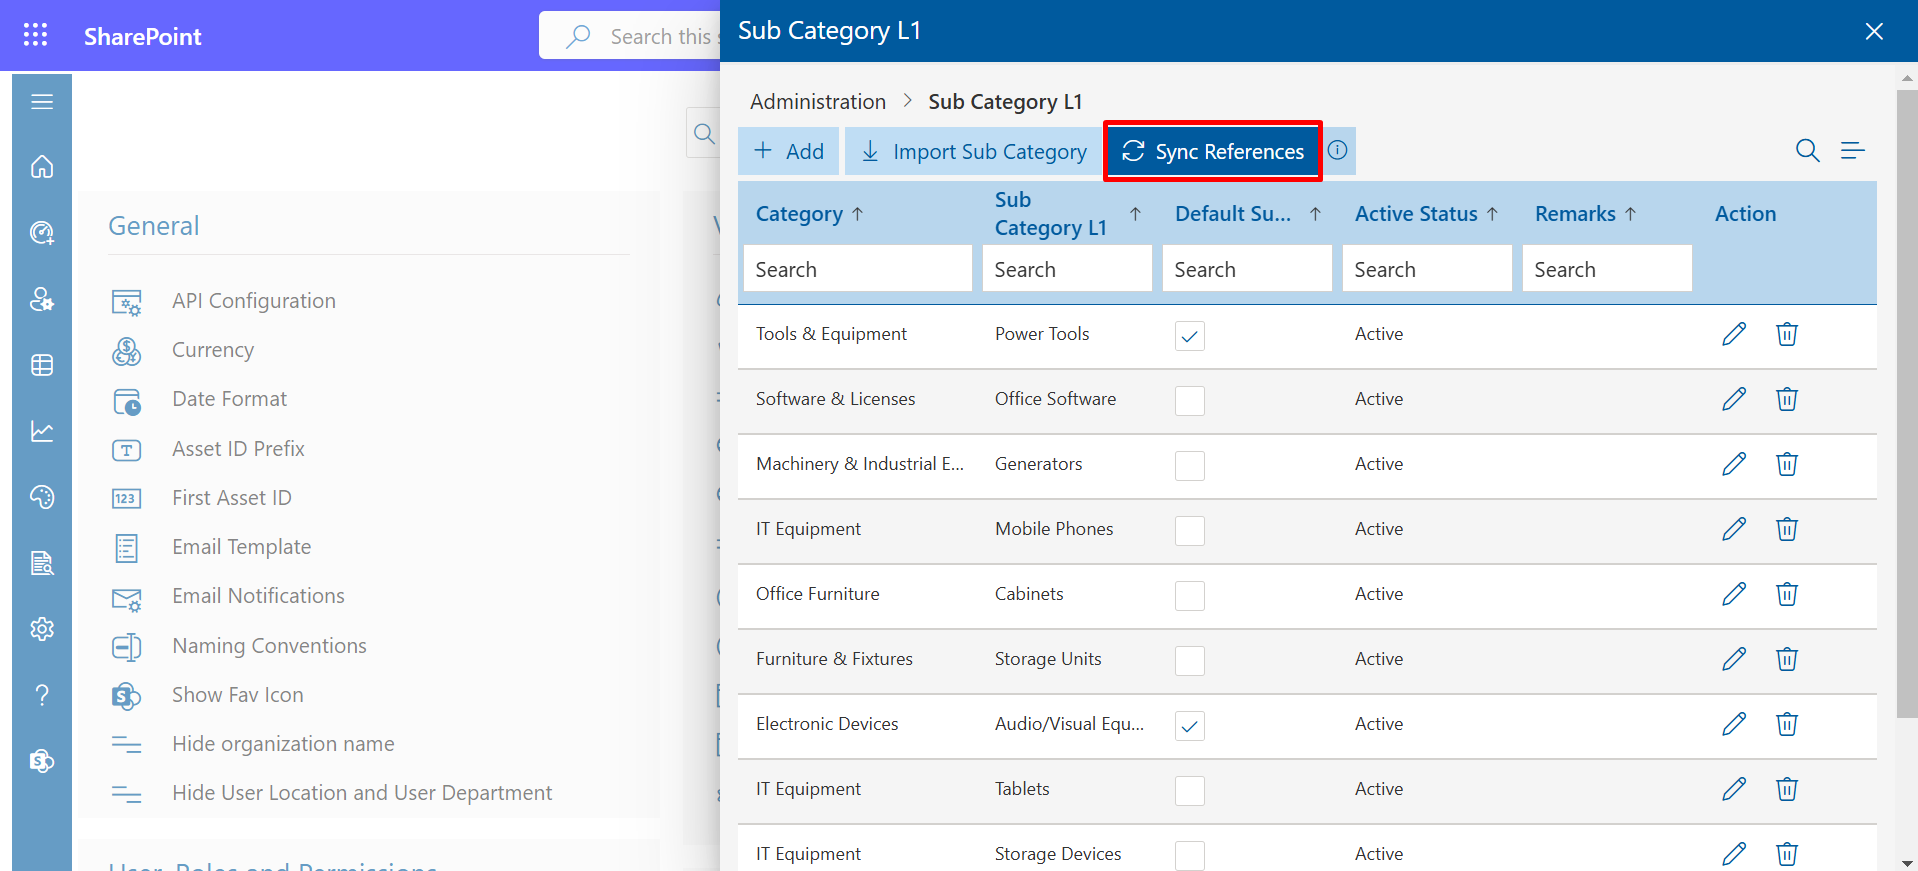 SharePoint
Search this
Sub Category L1
Administration > Sub Category L1
+ Add
Import Sub Category
Sync References
General
API Configuration
Currency
Date Format
Asset ID Prefix
First Asset ID
Email Template
Email Notifications
Naming Conventions
Show Fav Icon
Hide organization name
Hide User Location and User Department
User, Roles and Permissions
Category ↑
Sub
Category L1 ↑
Default Su... ↑
Active Status ↑
Remarks ↑
Action
Search
Search
Search
Search
Search
Tools & Equipment Power Tools Active
Software & Licenses Office Software Active
Machinery & Industrial E... Generators Active
IT Equipment Mobile Phones Active
Office Furniture Cabinets Active
Furniture & Fixtures Storage Units Active
Electronic Devices Audio/Visual Equ... Active
IT Equipment Tablets Active
IT Equipment Storage Devices Active